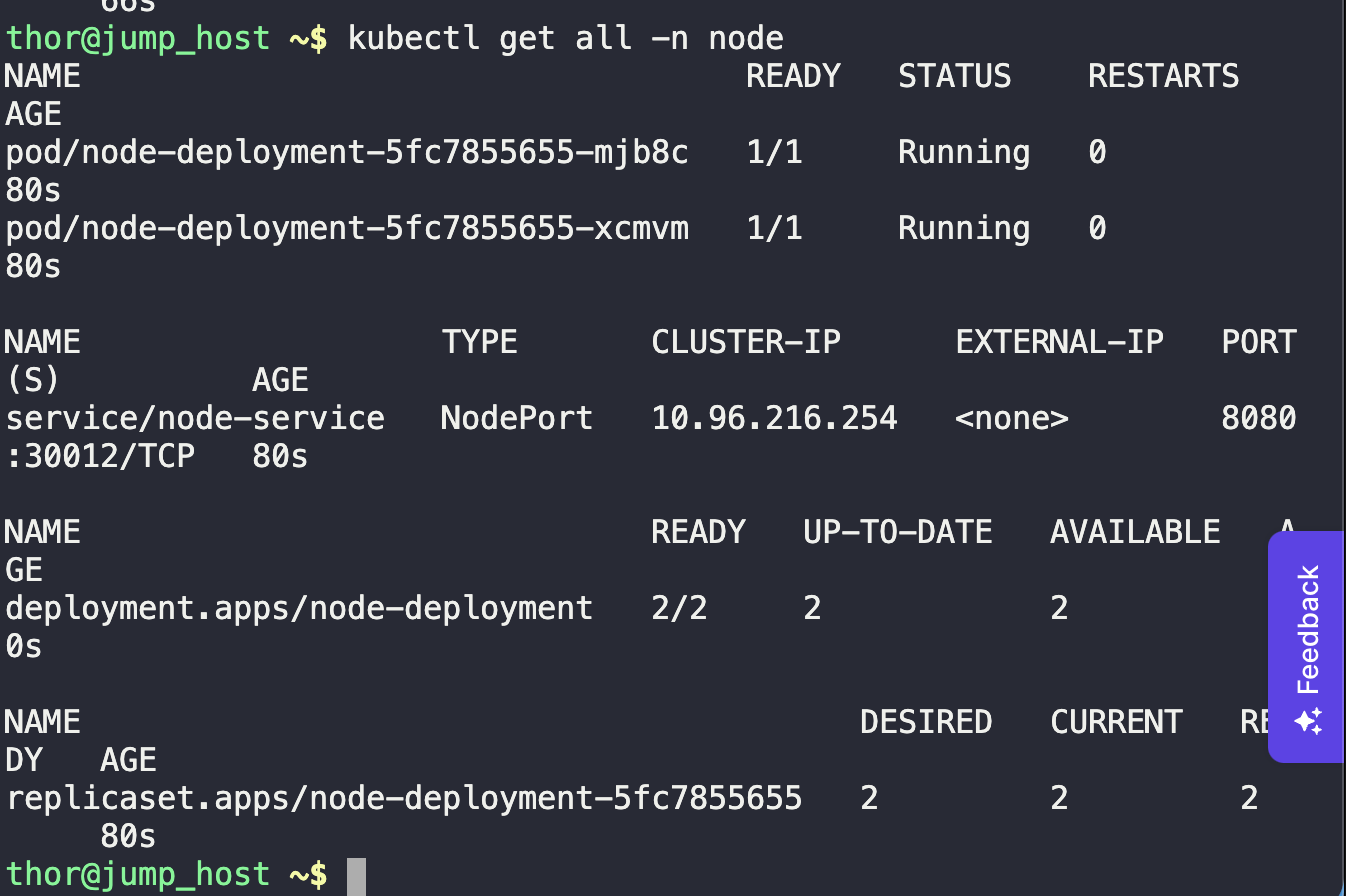 66s
thor@jump_host ~$ kubectl get all -n node
NAME                                   READY   STATUS    RESTARTS
AGE
pod/node-deployment-5fc7855655-mjb8c   1/1     Running   0
80s
pod/node-deployment-5fc7855655-xcmvm   1/1     Running   0
80s
NAME                   TYPE       CLUSTER-IP      EXTERNAL-IP   PORT
(S)          AGE
service/node-service   NodePort   10.96.216.254   <none>        8080
:30012/TCP   80s
NAME                              READY   UP-TO-DATE   AVAILABLE   A
GE
deployment.apps/node-deployment   2/2     2            2
0s
NAME                                         DESIRED   CURRENT   RE
DY   AGE
replicaset.apps/node-deployment-5fc7855655   2         2         2
     80s
thor@jump_host ~$
Feedback